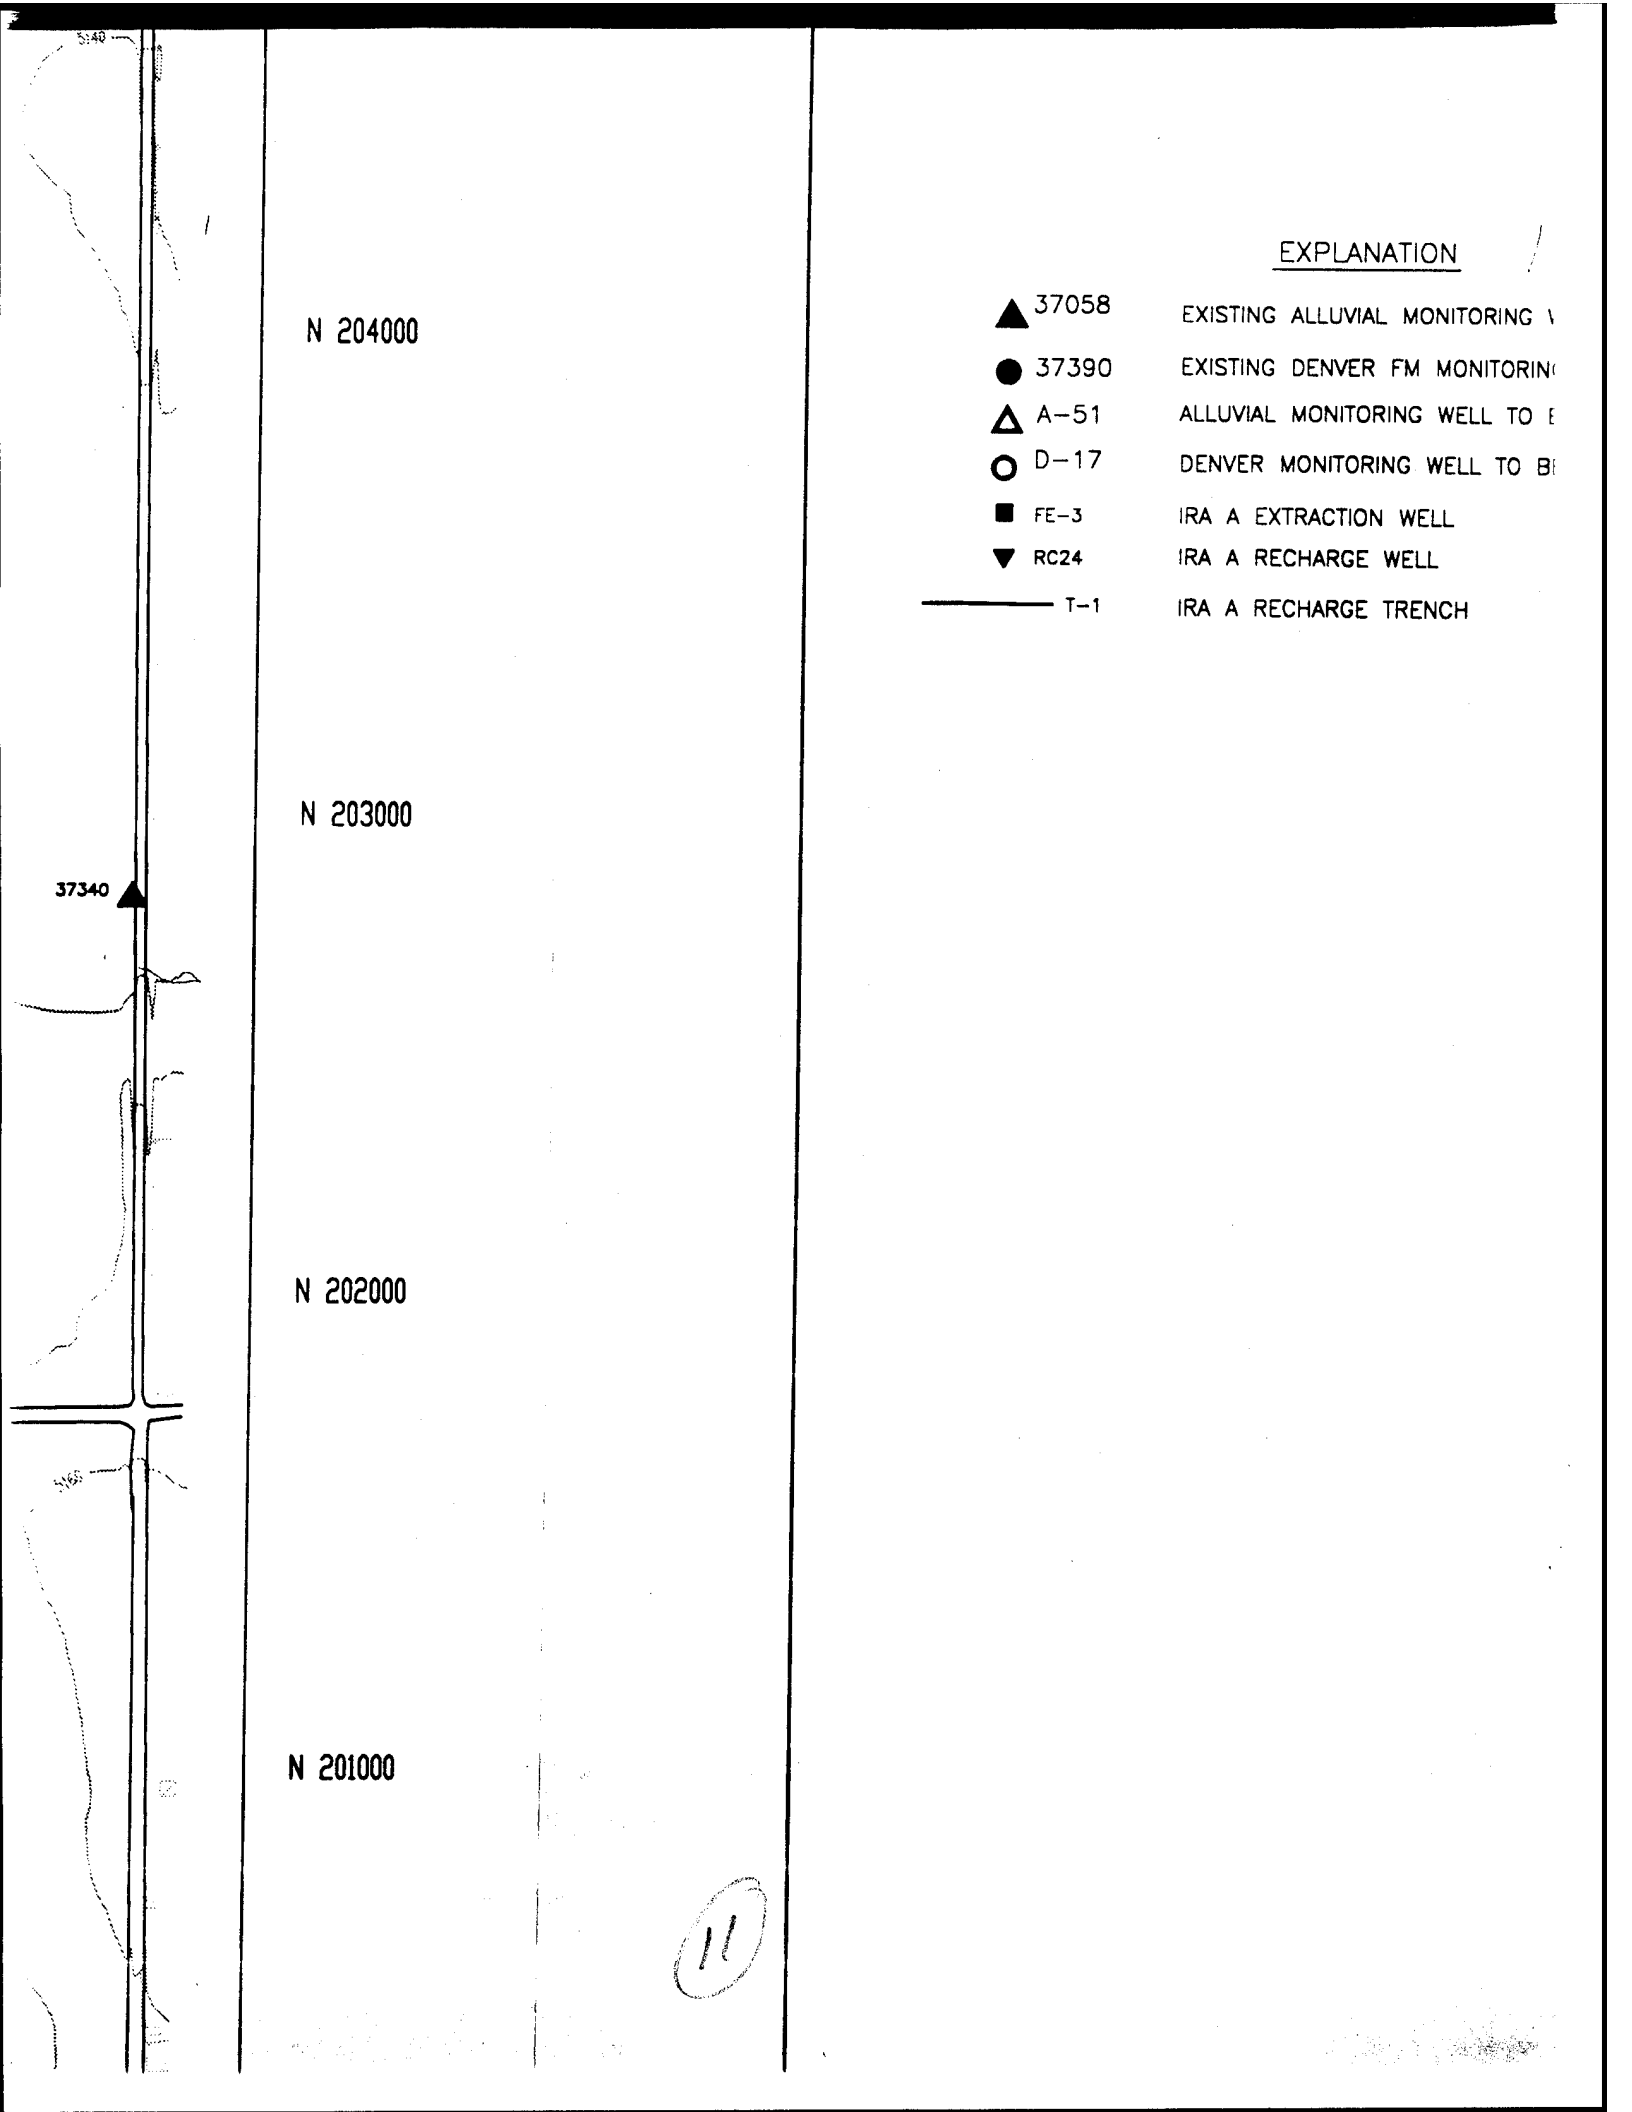 5140
EXPLANATION
37058 EXISTING ALLUVIAL MONITORING
N 204000
37390 EXISTING DENVER FM MONITORIN
A-51 ALLUVIAL MONITORING WELL TO
D-17 DENVER MONITORING WELL TO B
FE-3 IRA A EXTRACTION WELL
RC24 IRA A RECHARGE WELL
T-1 IRA A RECHARGE TRENCH
N 203000
37340
N 202000
N 201000
11